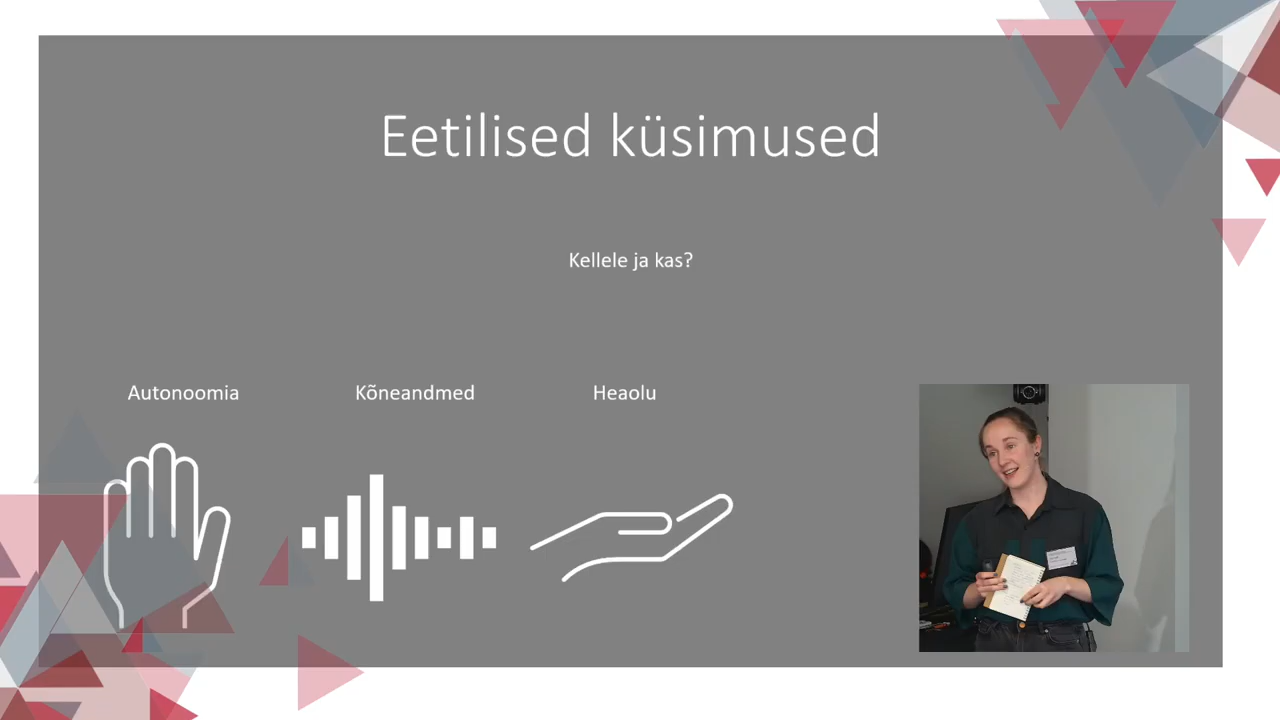 Eetilised küsimused
Kellele ja kas?
Autonoomia
Kõneandmed
Heaolu